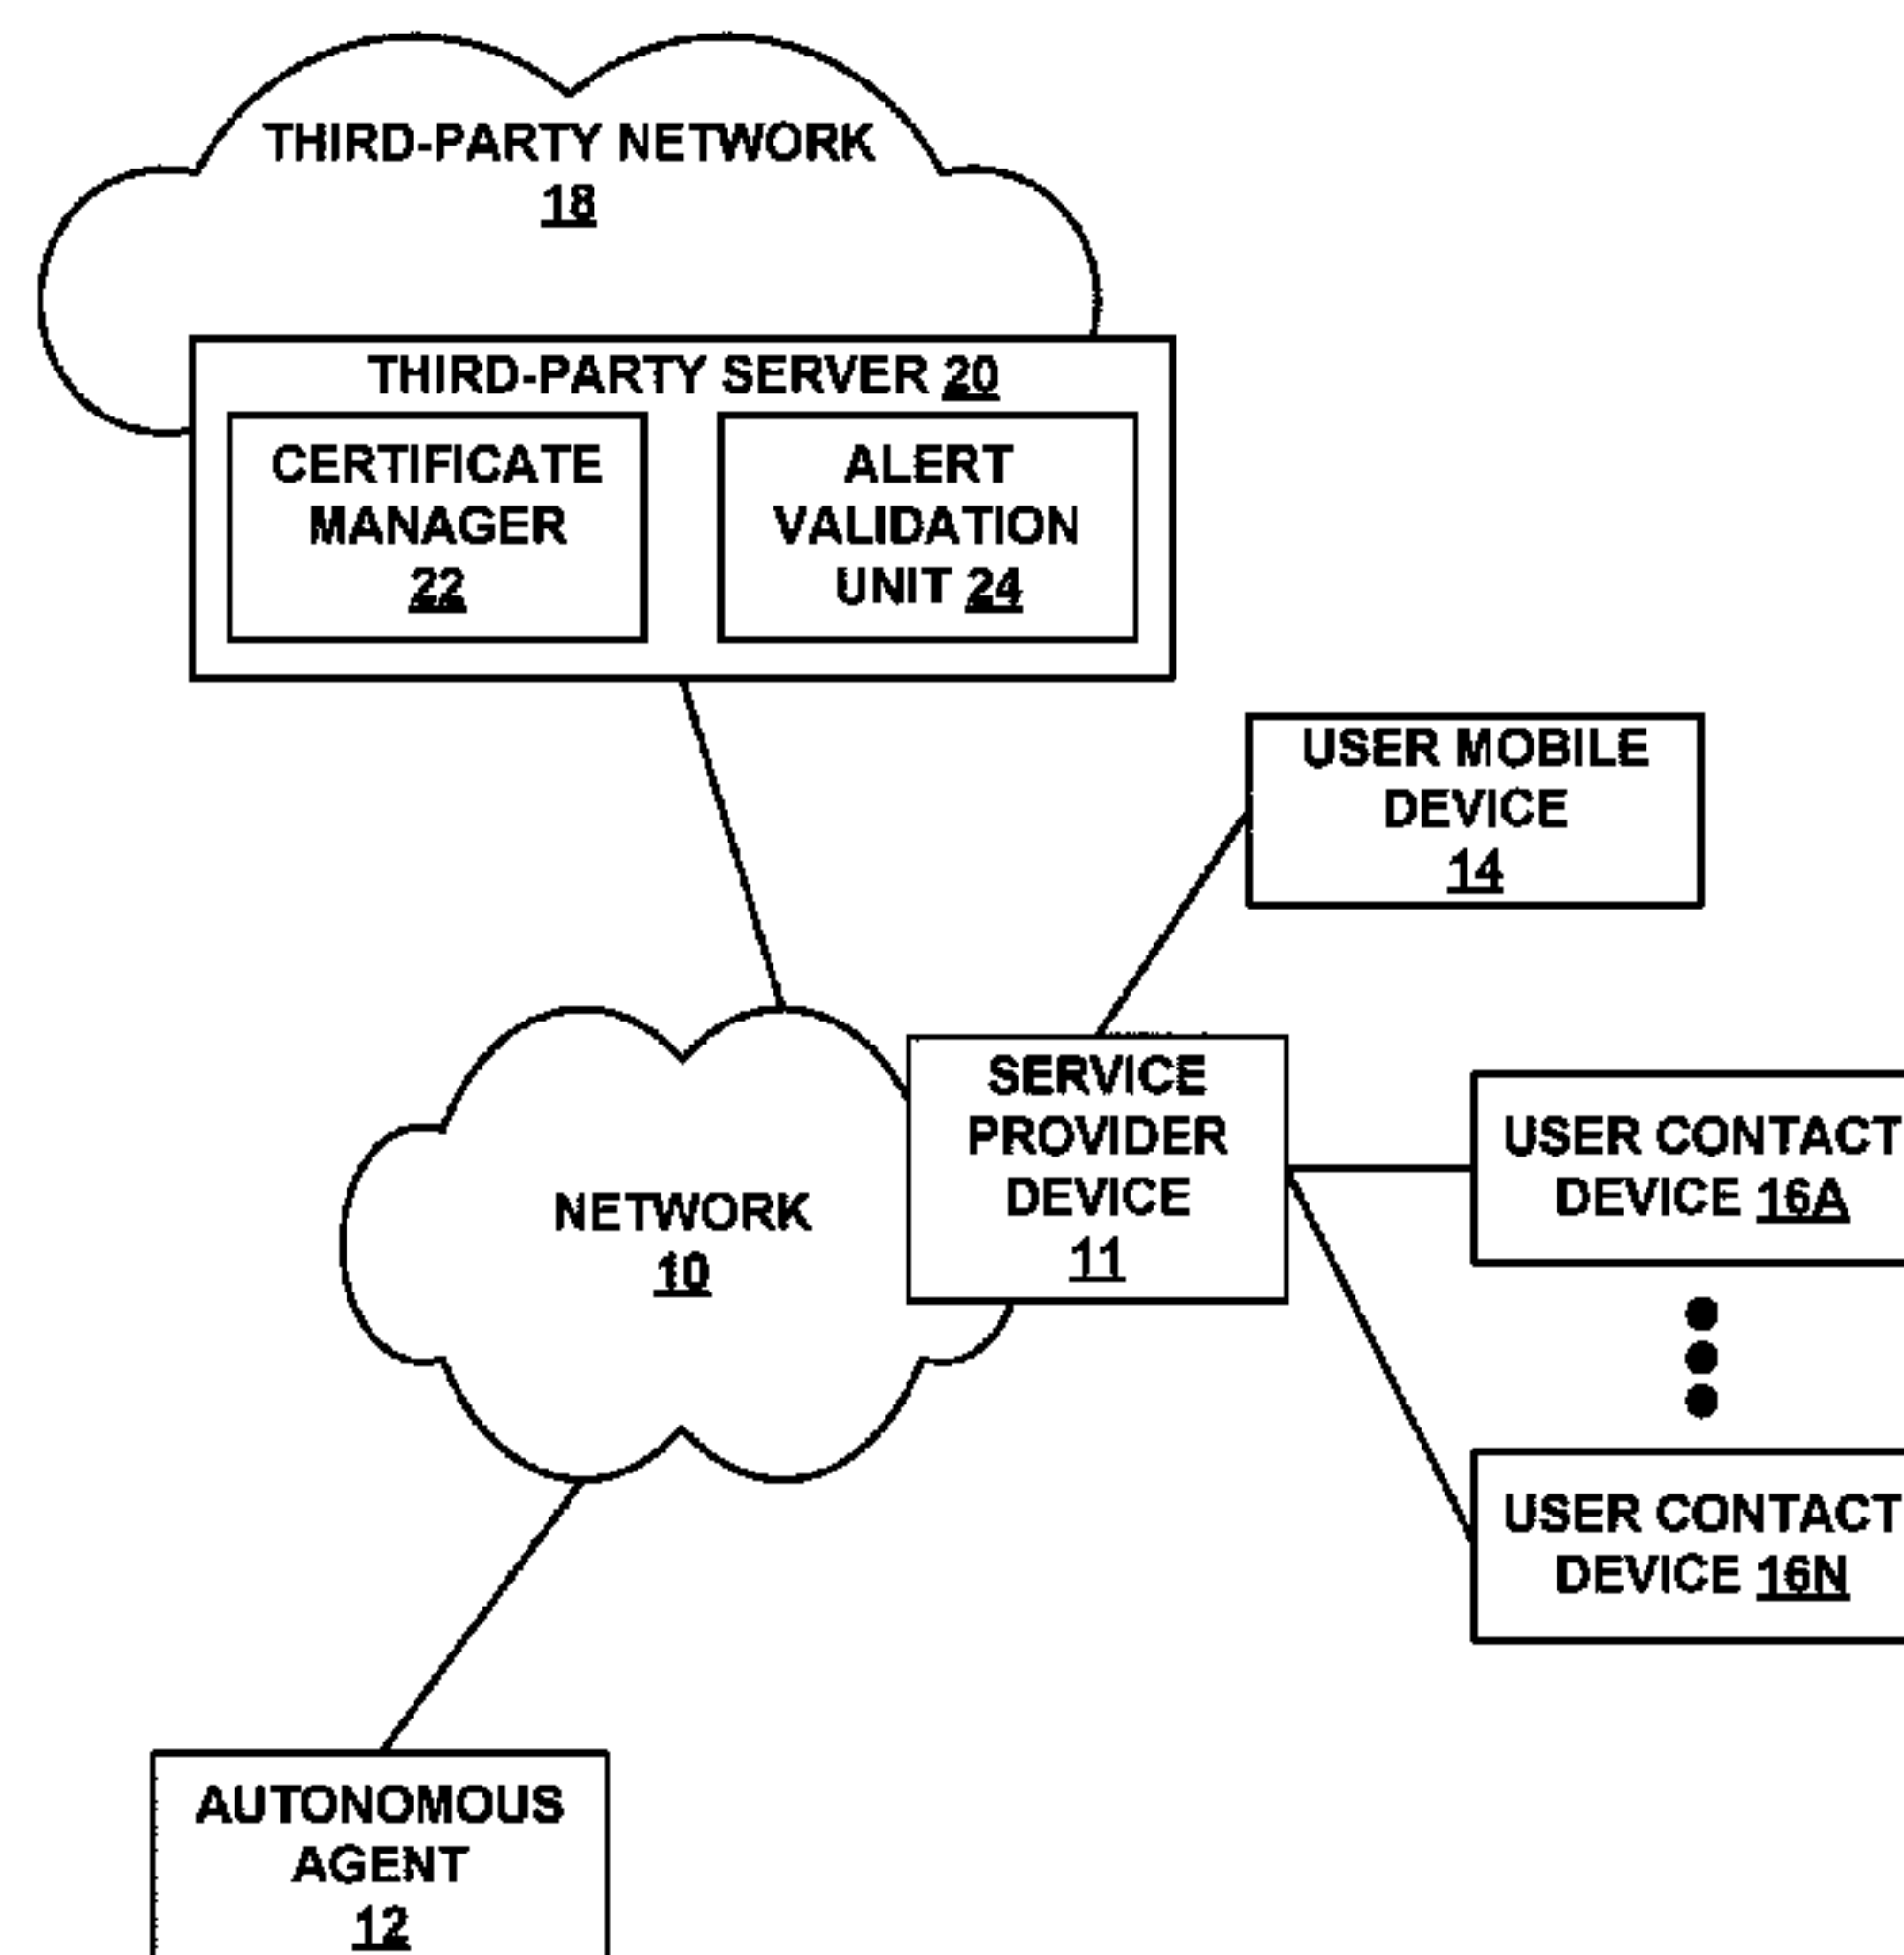 THIRD-PARTY NETWORK
18
THIRD-PARTY SERVER 20
CERTIFICATE
MANAGER
22
ALERT
VALIDATION
UNIT 24
USER MOBILE
DEVICE
14
SERVICE
PROVIDER
DEVICE
11
NETWORK
10
USER CONTACT
DEVICE 16A
USER CONTACT
DEVICE 16N
AUTONOMOUS
AGENT
12